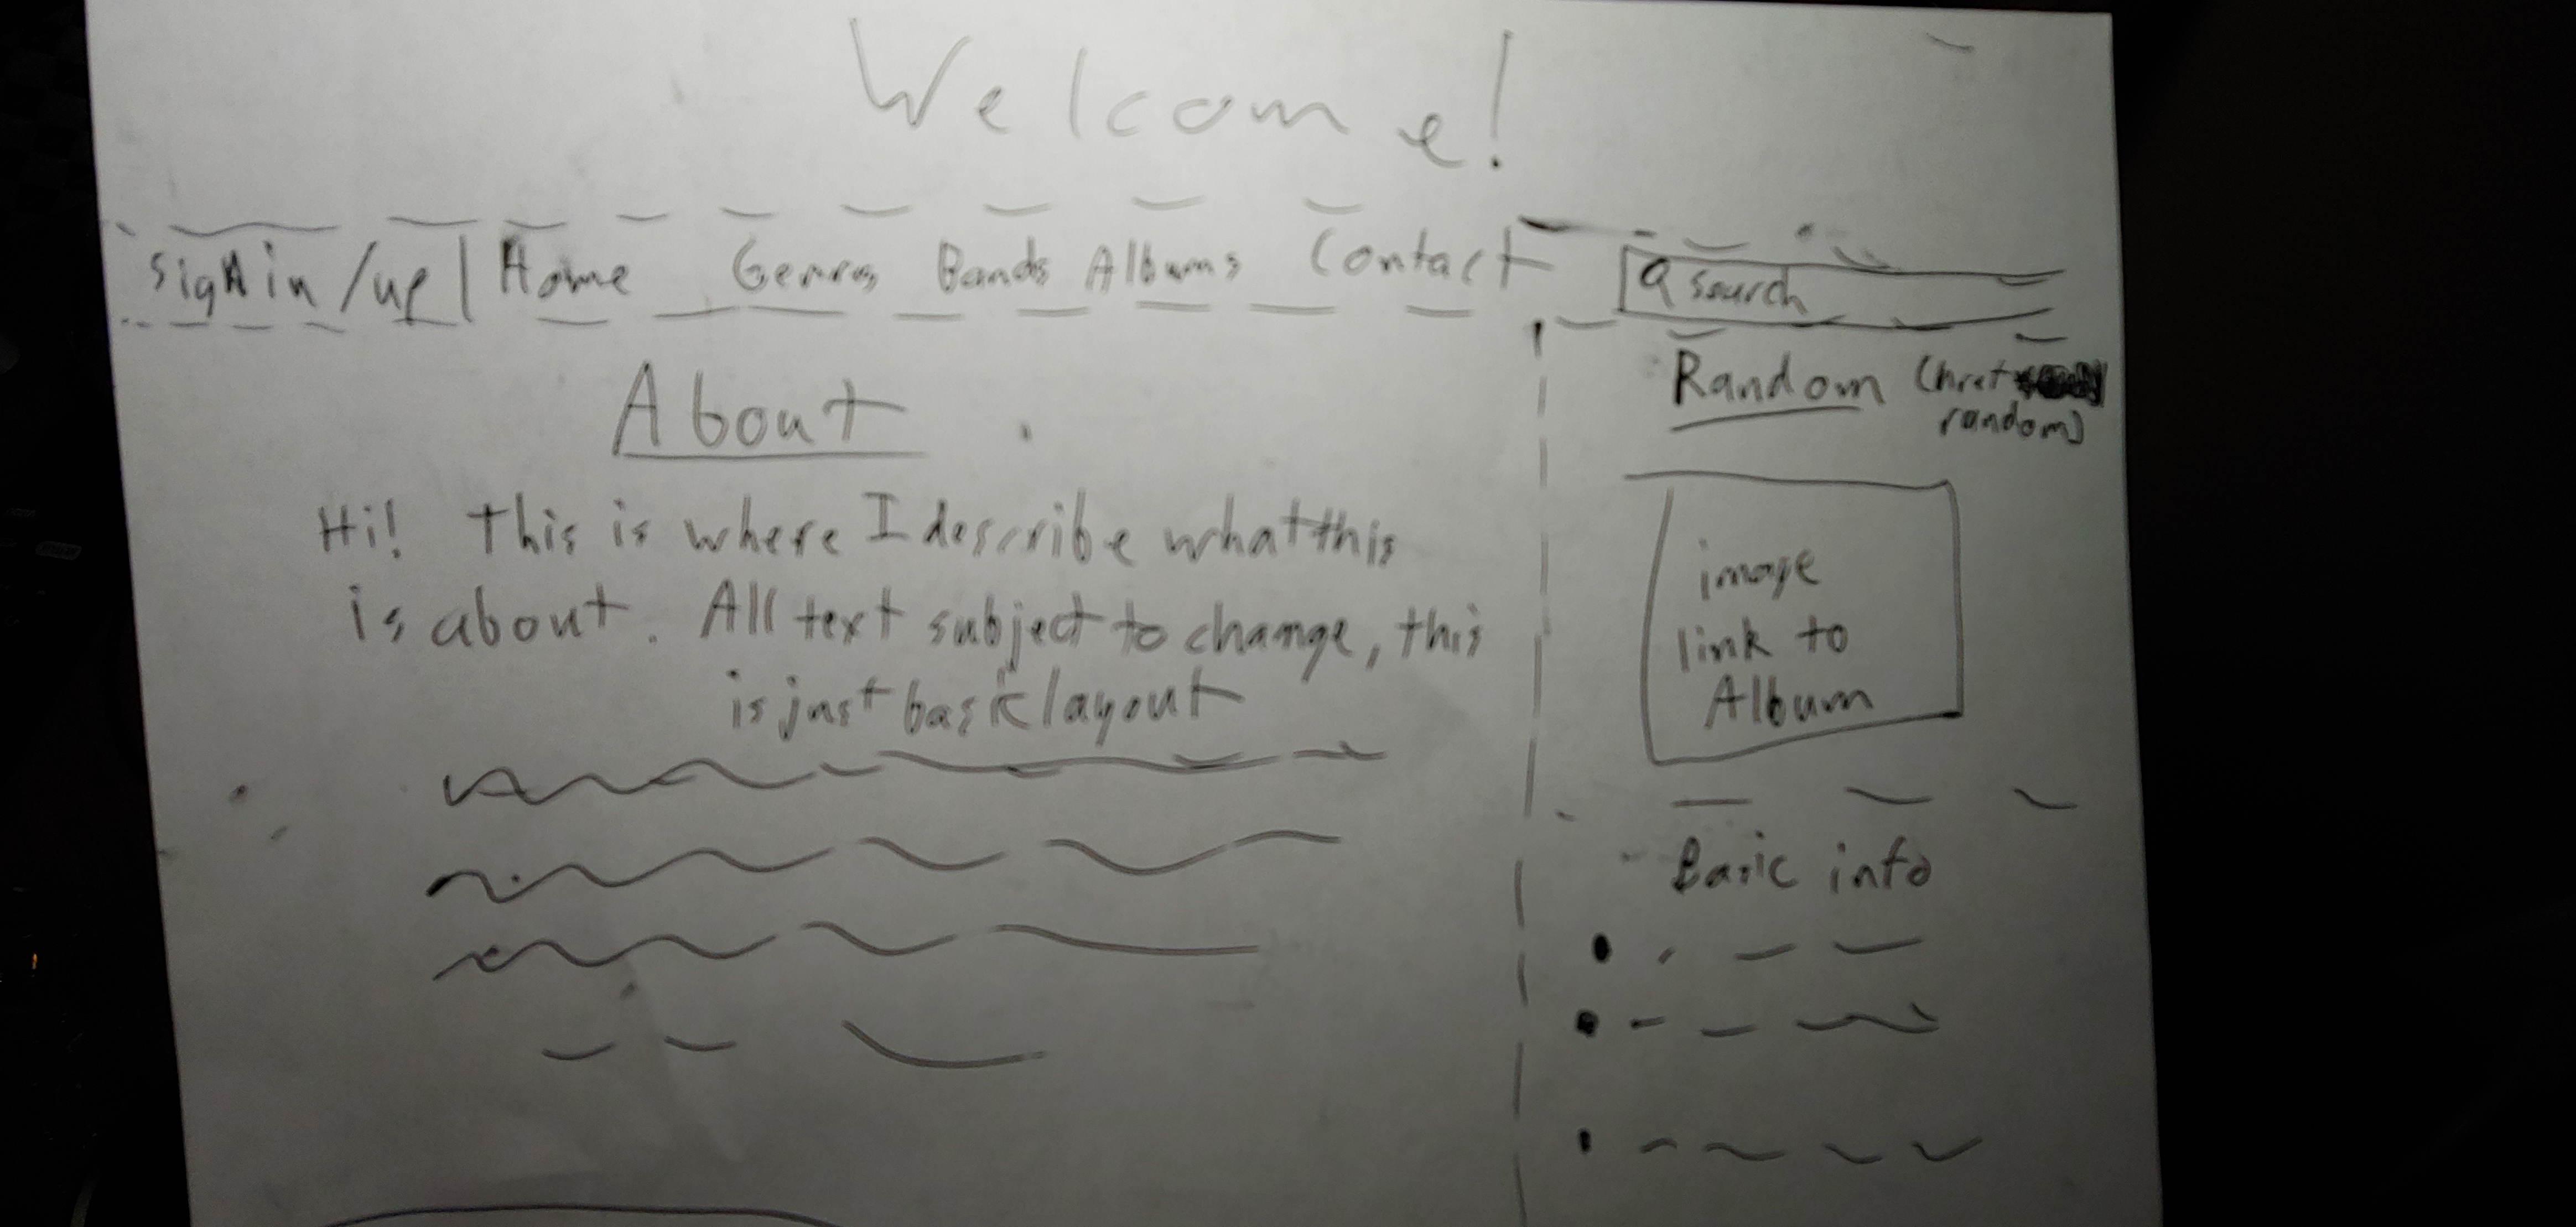 Welcome!
Sign in /up | Home Genres Bands Albums Contact
search
About
Random (href
random)
Hi! This is where I describe what this
is about. All text subject to change, this
is just basic layout
image
link to
Album
Basic info